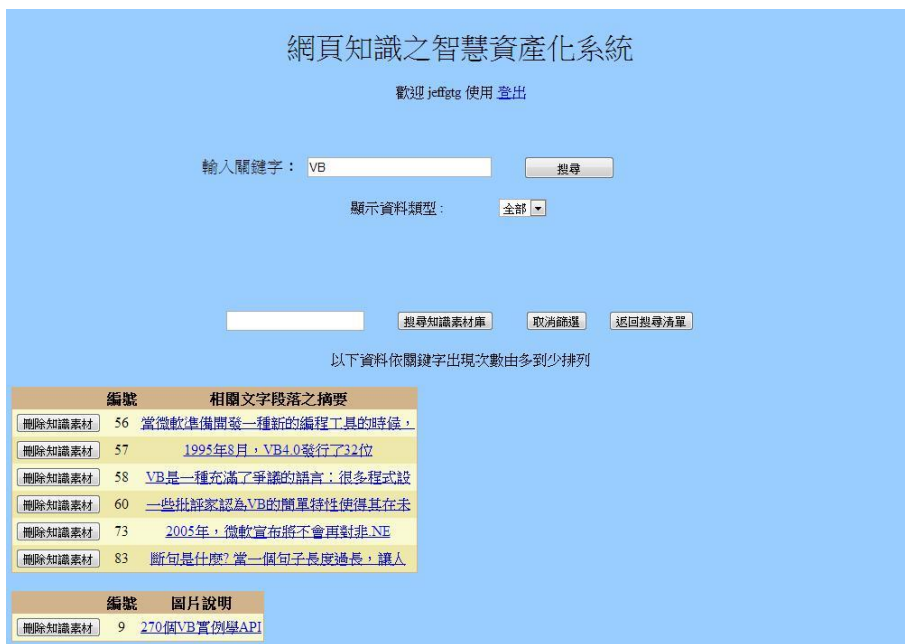 網頁知識之智慧資產化系統
歡迎 jeffgtg 使用 登出
輸入關鍵字： VB 搜尋
顯示資料類型： 全部
搜尋知識素材庫 取消篩選 返回搜尋清單
以下資料依關鍵字出現次數由多到少排列
編號 相關文字段落之摘要
刪除知識素材 56 當微軟準備開發一種新的編程工具的時候，
刪除知識素材 57 1995年8月，VB4.0發行了32位
刪除知識素材 58 VB是一種充滿了爭議的語言：很多程式設
刪除知識素材 60 一些批評家認為VB的簡單特性使得其在未
刪除知識素材 73 2005年，微軟宣布將不會再對非.NE
刪除知識素材 83 斷句是什麼? 當一個句子長度過長，讓人
編號 圖片說明
刪除知識素材 9 270個VB實例學API